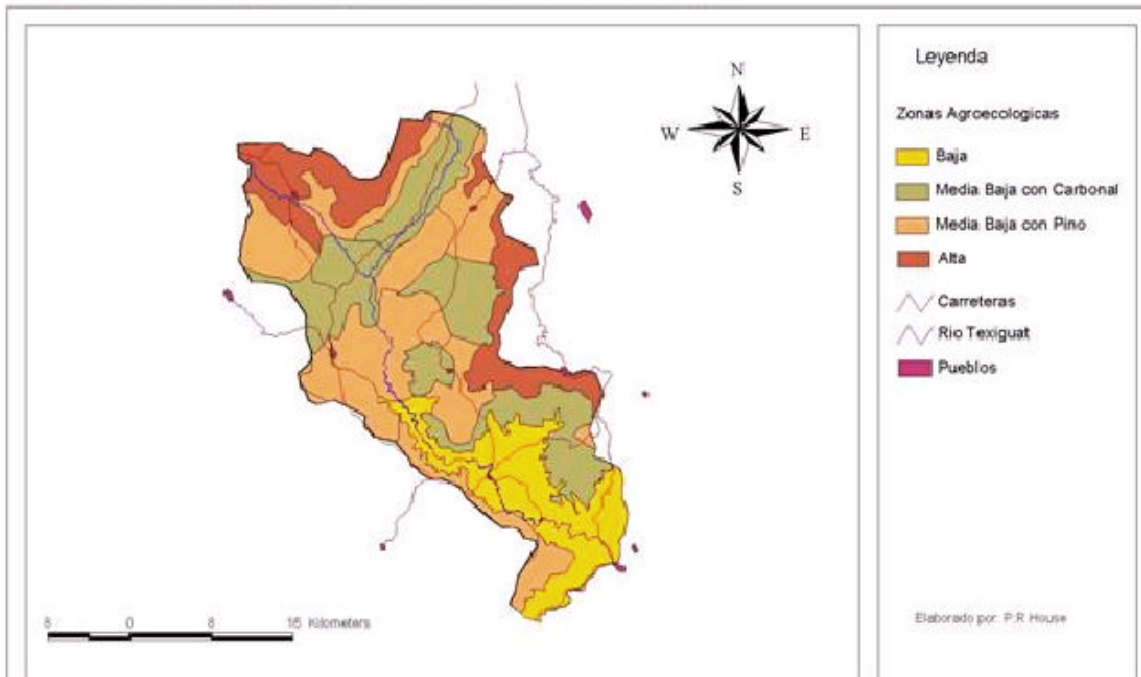 N
W E
S
8 0 8 16 Kilometers
Leyenda
Zonas Agroecologicas
Baja
Media Baja con Carbonal
Media Baja con Pino
Alta
Carreteras
Rio Texiguat
Pueblos
Elaborado por: P.R House